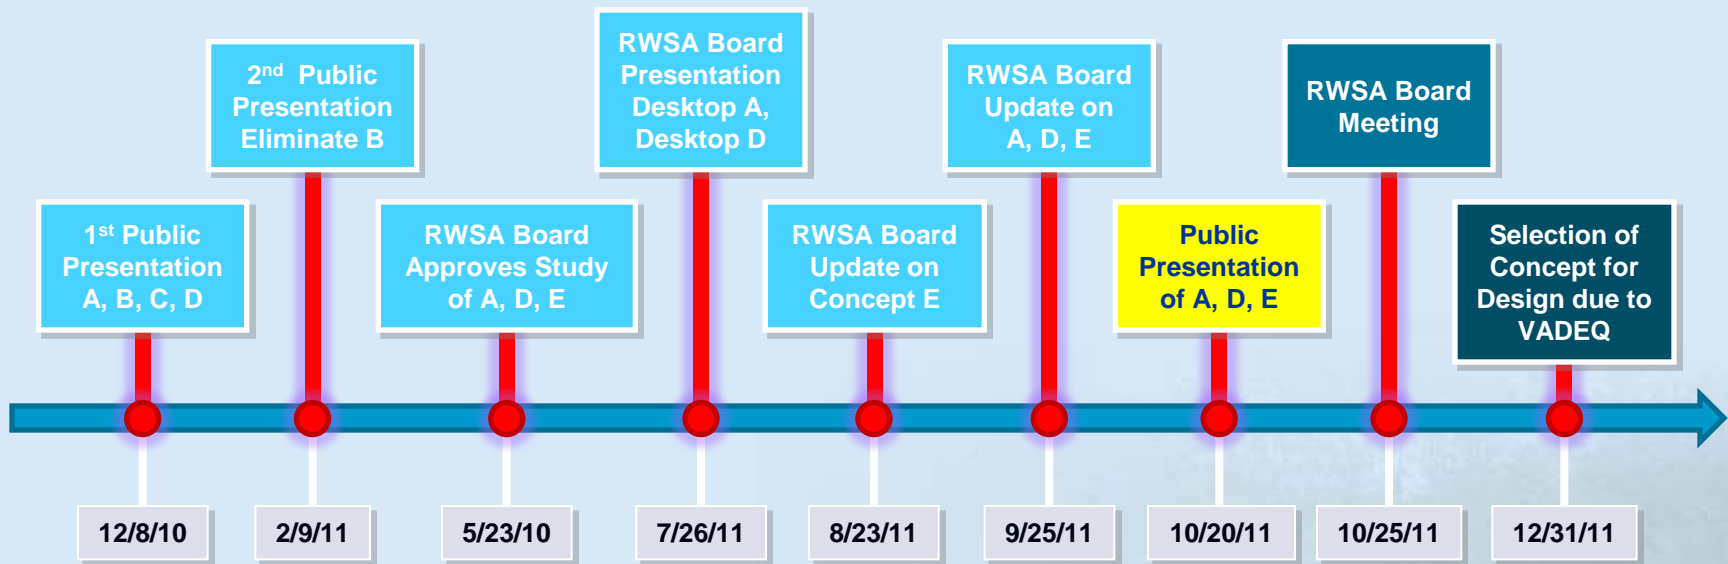 1st Public
Presentation
A, B, C, D
2nd Public
Presentation
Eliminate B
RWSA Board
Approves Study
of A, D, E
RWSA Board
Presentation
Desktop A,
Desktop D
RWSA Board
Update on
Concept E
RWSA Board
Update on
A, D, E
Public
Presentation
of A, D, E
RWSA Board
Meeting
Selection of
Concept for
Design due to
VADEQ
12/8/10
2/9/11
5/23/10
7/26/11
8/23/11
9/25/11
10/20/11
10/25/11
12/31/11